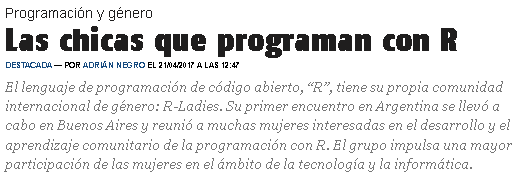 Programación y género
Las chicas que programan con R
DESTACADA — POR ADRIÁN NEGRO EL 21/04/2017 A LAS 12:47
El lenguaje de programación de código abierto, “R”, tiene su propia comunidad
internacional de género: R-Ladies. Su primer encuentro en Argentina se llevó a
cabo en Buenos Aires y reunió a muchas mujeres interesadas en el desarrollo y el
aprendizaje comunitario de la programación con R. El grupo impulsa una mayor
participación de las mujeres en el ámbito de la tecnología y la informática.